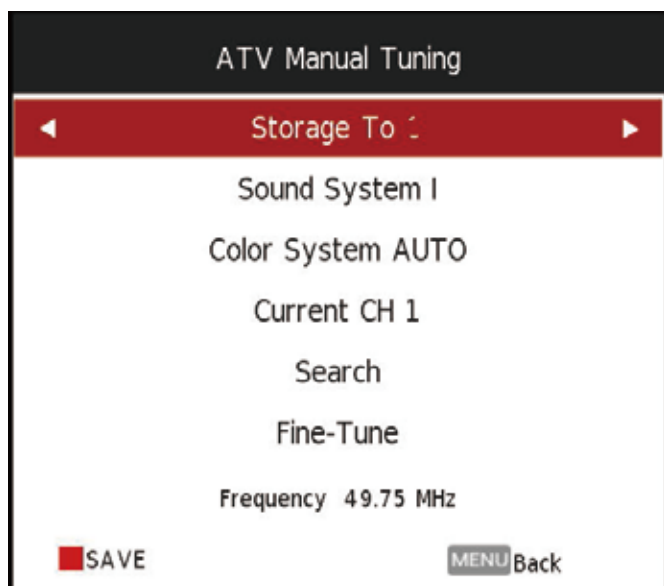 ATV Manual Tuning
Storage To
Sound System I
Color System AUTO
Current CH 1
Search
Fine-Tune
Frequency 49.75 MHz
SAVE MENU Back